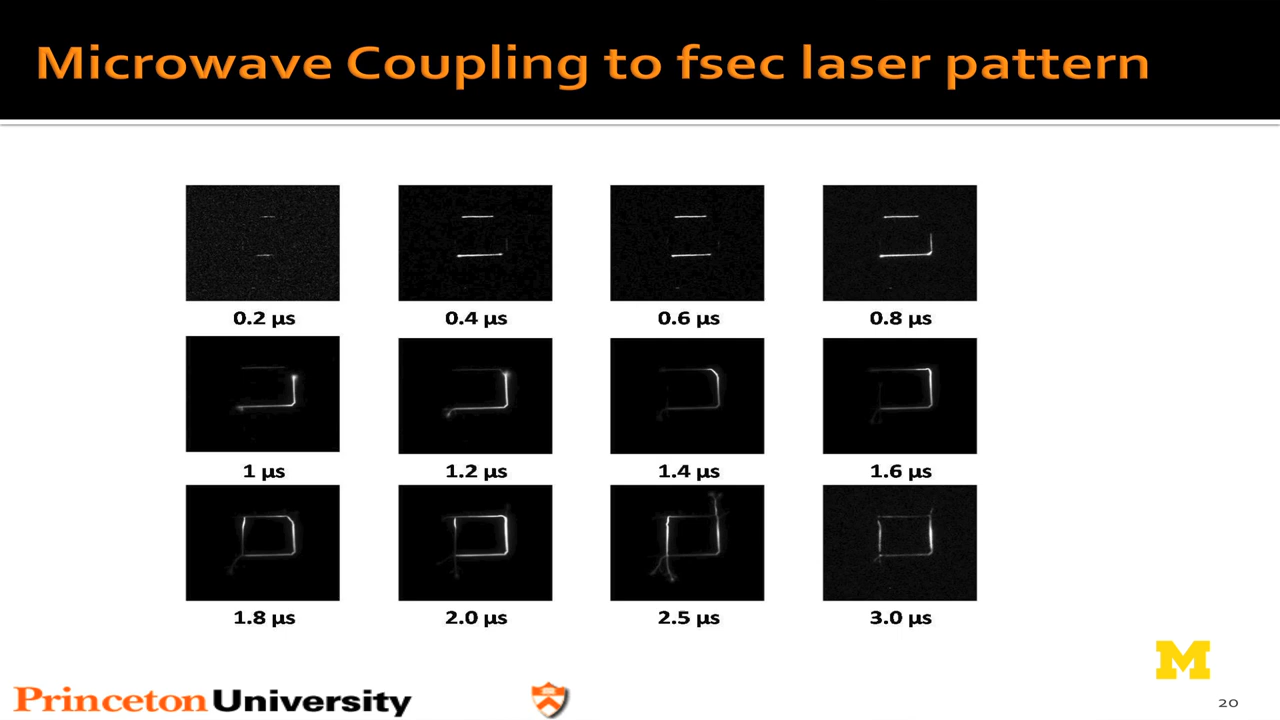 Microwave Coupling to fsec laser pattern
0.2 µs
0.4 µs
0.6 µs
0.8 µs
1 µs
1.2 µs
1.4 µs
1.6 µs
1.8 µs
2.0 µs
2.5 µs
3.0 µs
M
Princeton University
20